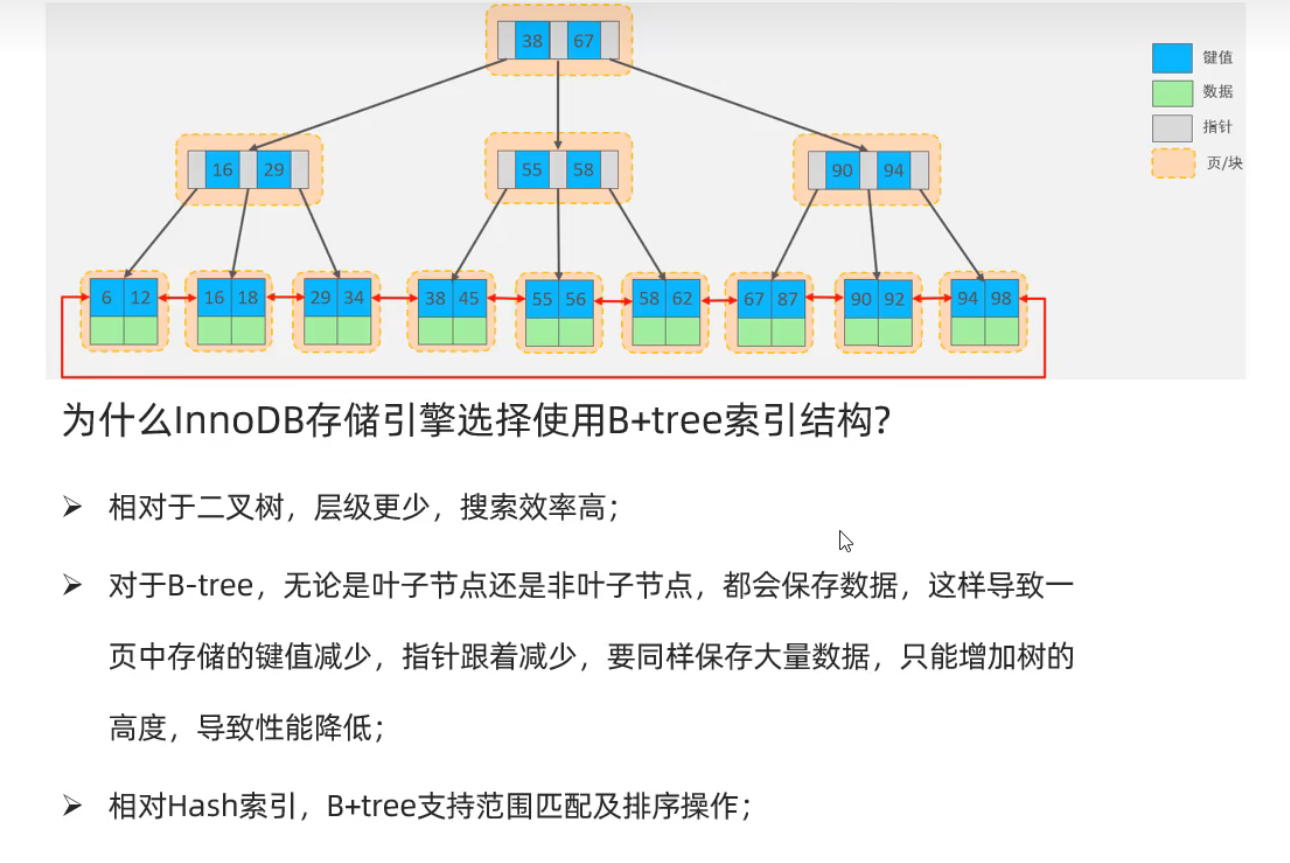 38 67
键值
数据
指针
页/块
16 29
55 58
90 94
6 12
16 18
29 34
38 45
55 56
58 62
67 87
90 92
94 98
为什么InnoDB存储引擎选择使用B+tree索引结构?
➢ 相对于二叉树，层级更少，搜索效率高；
➢ 对于B-tree，无论是叶子节点还是非叶子节点，都会保存数据，这样导致一
页中存储的键值减少，指针跟着减少，要同样保存大量数据，只能增加树的
高度，导致性能降低；
➢ 相对Hash索引，B+tree支持范围匹配及排序操作；